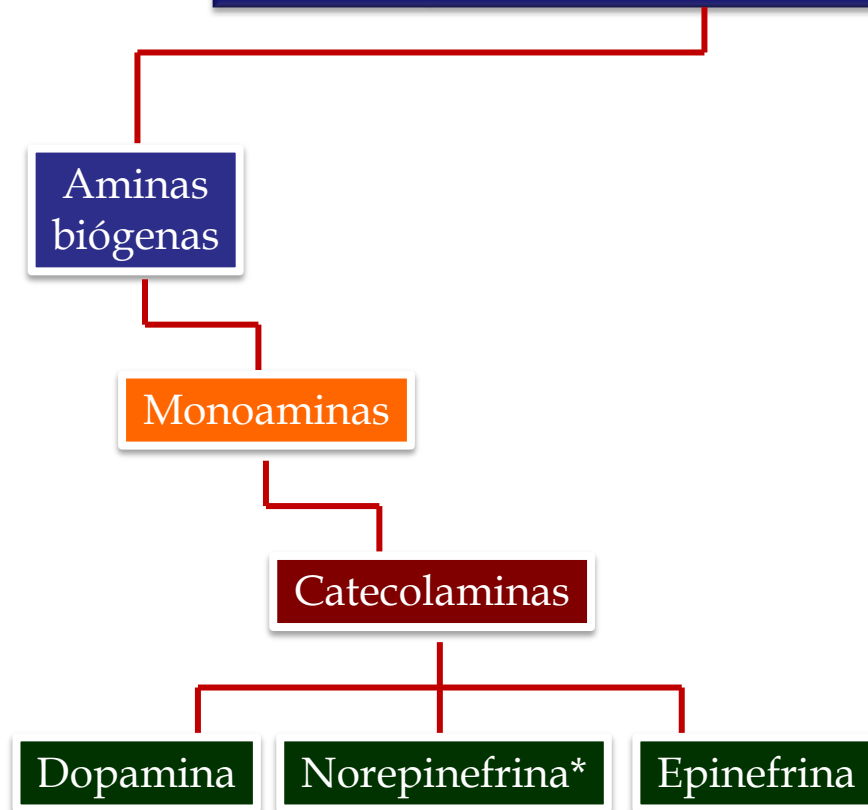 Aminas
biógenas
Monoaminas
Catecolaminas
Dopamina
Norepinefrina*
Epinefrina